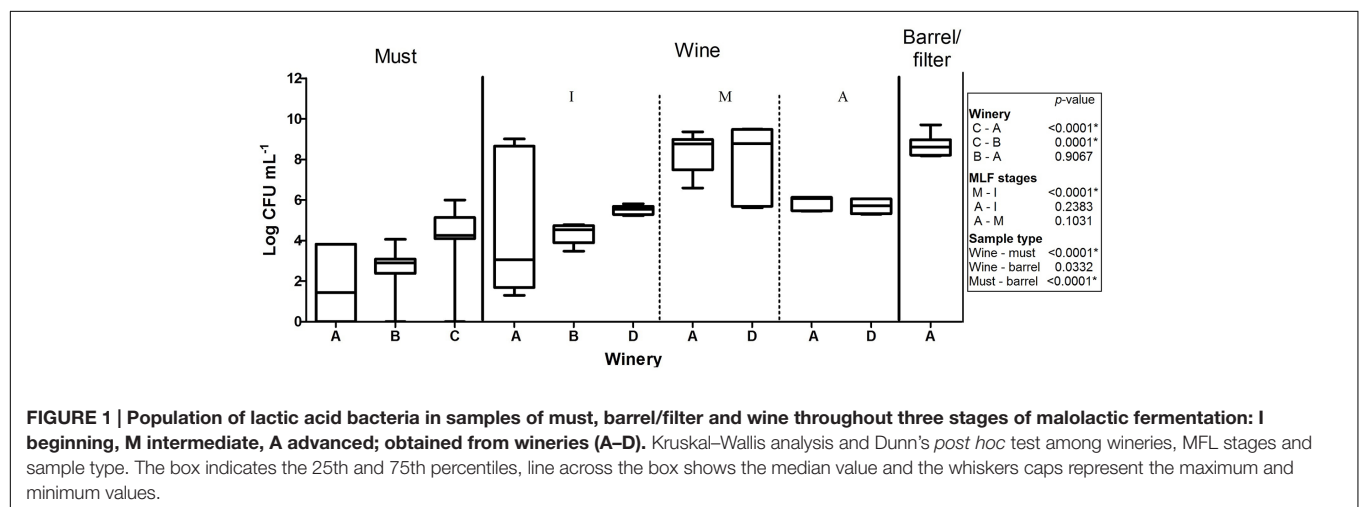 Must
Wine
Barrel/
filter
12
10
8
6
4
2
0
Log CFU mL-1
I
M
A
A
B
C
A
B
D
A
D
A
D
A
Winery
p-value
Winery
C - A <0.0001*
C - B 0.0001*
B - A 0.9067
MLF stages
M - I <0.0001*
A - I 0.2383
A - M 0.1031
Sample type
Wine - must <0.0001*
Wine - barrel 0.0332
Must - barrel <0.0001*
FIGURE 1 | Population of lactic acid bacteria in samples of must, barrel/filter and wine throughout three stages of malolactic fermentation: I
beginning, M intermediate, A advanced; obtained from wineries (A–D). Kruskal–Wallis analysis and Dunn's post hoc test among wineries, MFL stages and
sample type. The box indicates the 25th and 75th percentiles, line across the box shows the median value and the whiskers caps represent the maximum and
minimum values.